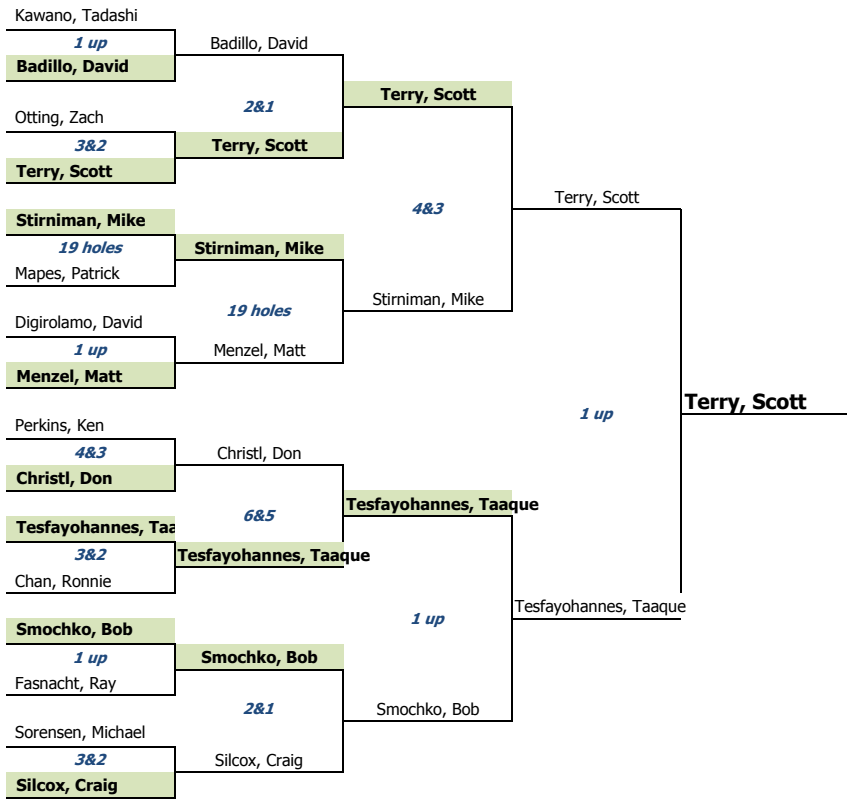 Kawano, Tadashi
1 up
Badillo, David
Badillo, David
2&1
Terry, Scott
Otting, Zach
3&2
Terry, Scott
Terry, Scott
4&3
Terry, Scott
Stirniman, Mike
19 holes
Stirniman, Mike
Mapes, Patrick
19 holes
Stirniman, Mike
Digirolamo, David
1 up
Menzel, Matt
Menzel, Matt
1 up
Terry, Scott
Perkins, Ken
4&3
Christl, Don
Christl, Don
6&5
Tesfayohannes, Taaque
Tesfayohannes, Taa
3&2
Tesfayohannes, Taaque
Chan, Ronnie
1 up
Tesfayohannes, Taaque
Smochko, Bob
1 up
Smochko, Bob
Fasnacht, Ray
2&1
Smochko, Bob
Sorensen, Michael
3&2
Silcox, Craig
Silcox, Craig